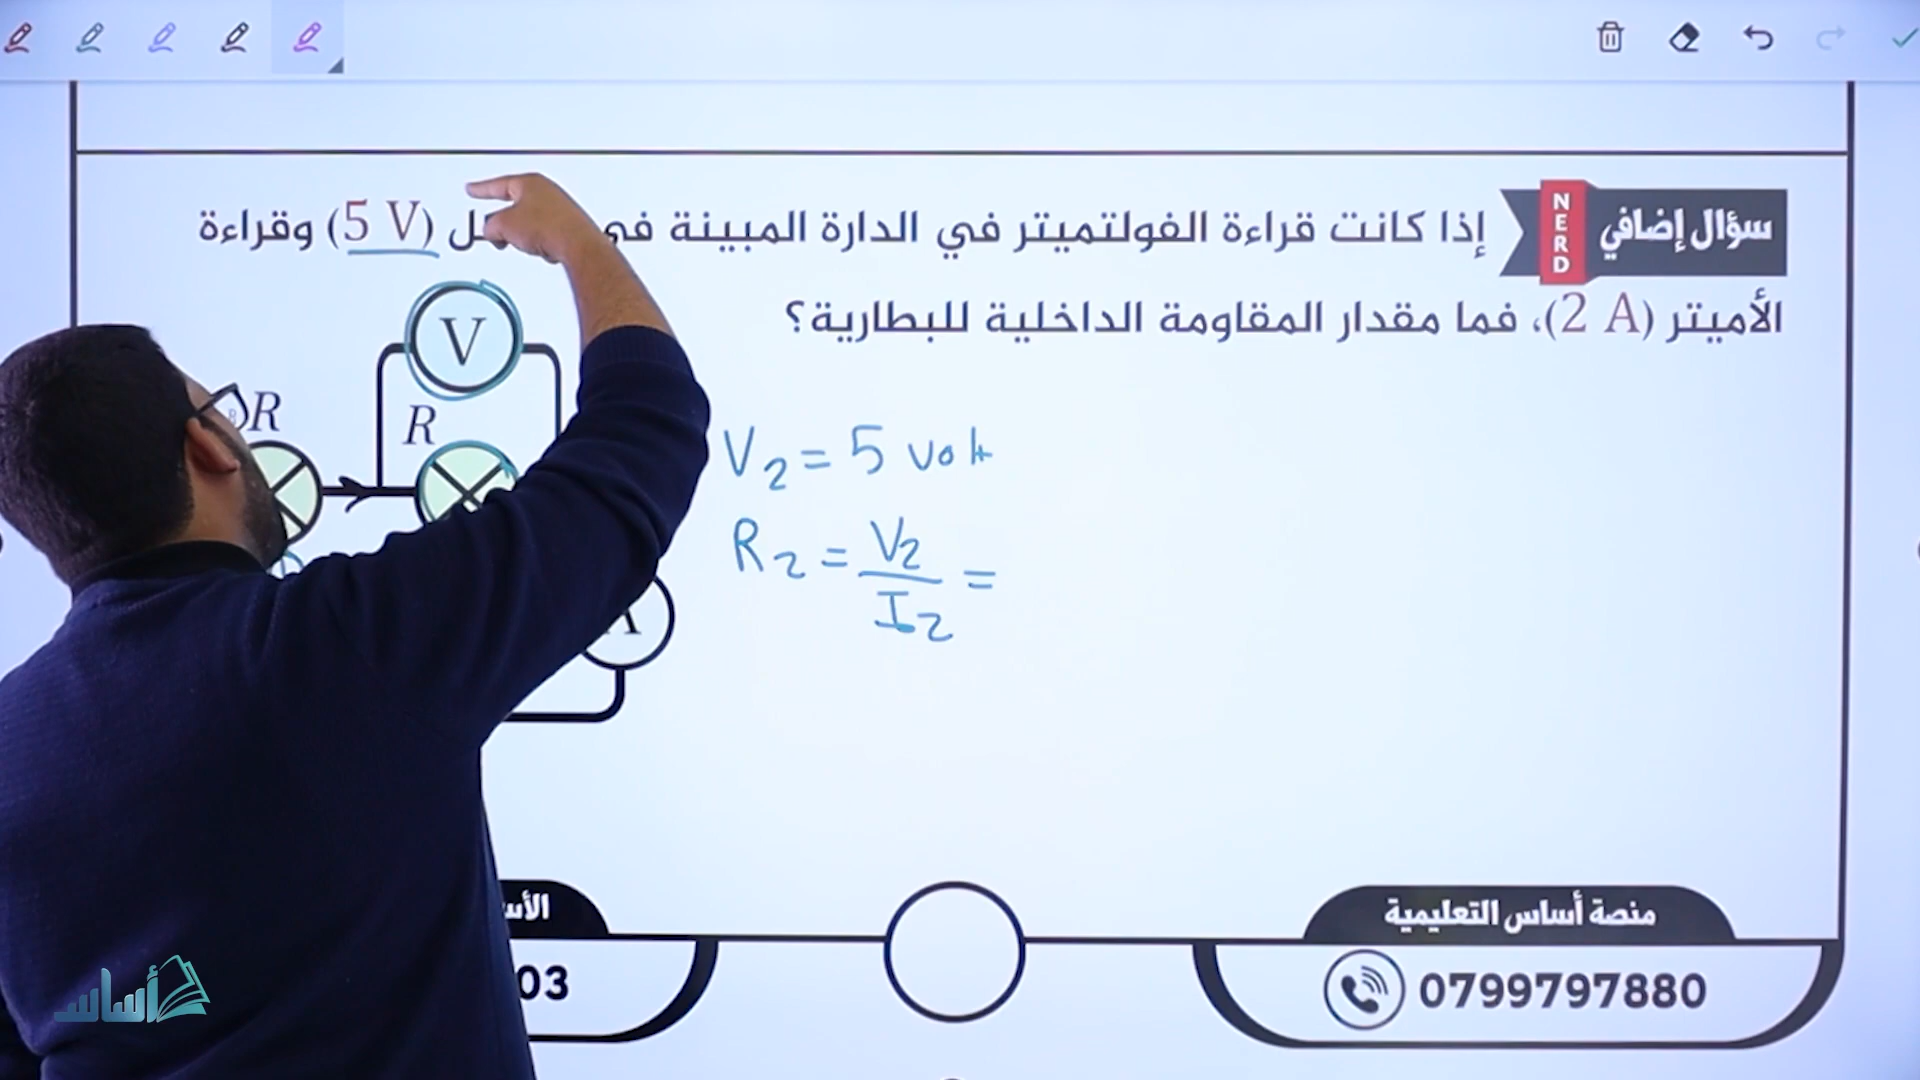 سؤال إضافي
NERD
إذا كانت قراءة الفولتميتر في الدارة المبينة في (5 V) وقراءة
الأميتر (2 A)، فما مقدار المقاومة الداخلية للبطارية؟
V
R
R
V₂ = 5 volt
R₂ = V₂ / I₂ =
منصة أساس التعليمية
0799797880
03
أساس